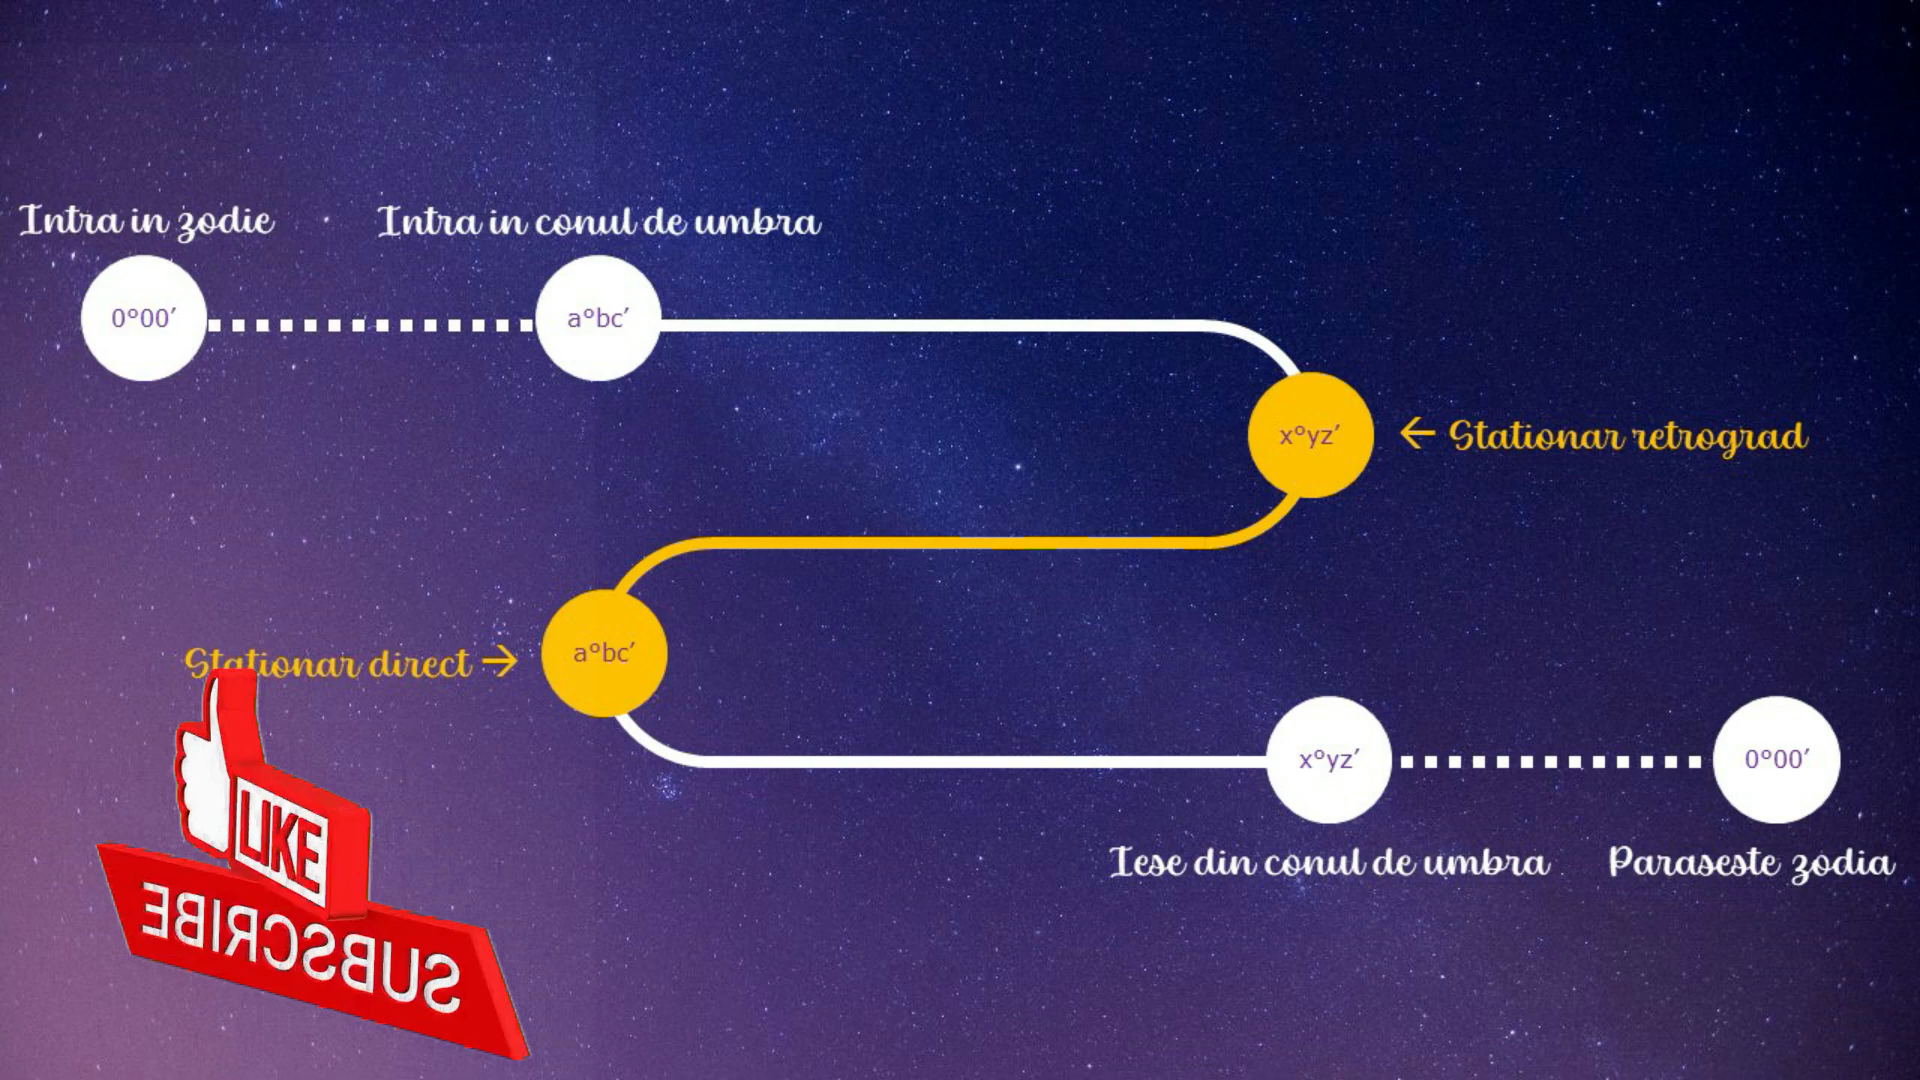 Intra in zodie
Intra in conul de umbra
0°00′
a°bc′
x°yz′
← Stationar retrograd
Stationar direct →
a°bc′
x°yz′
0°00′
Iese din conul de umbra
Paraseste zodia
LIKE
SUBSCRIBE